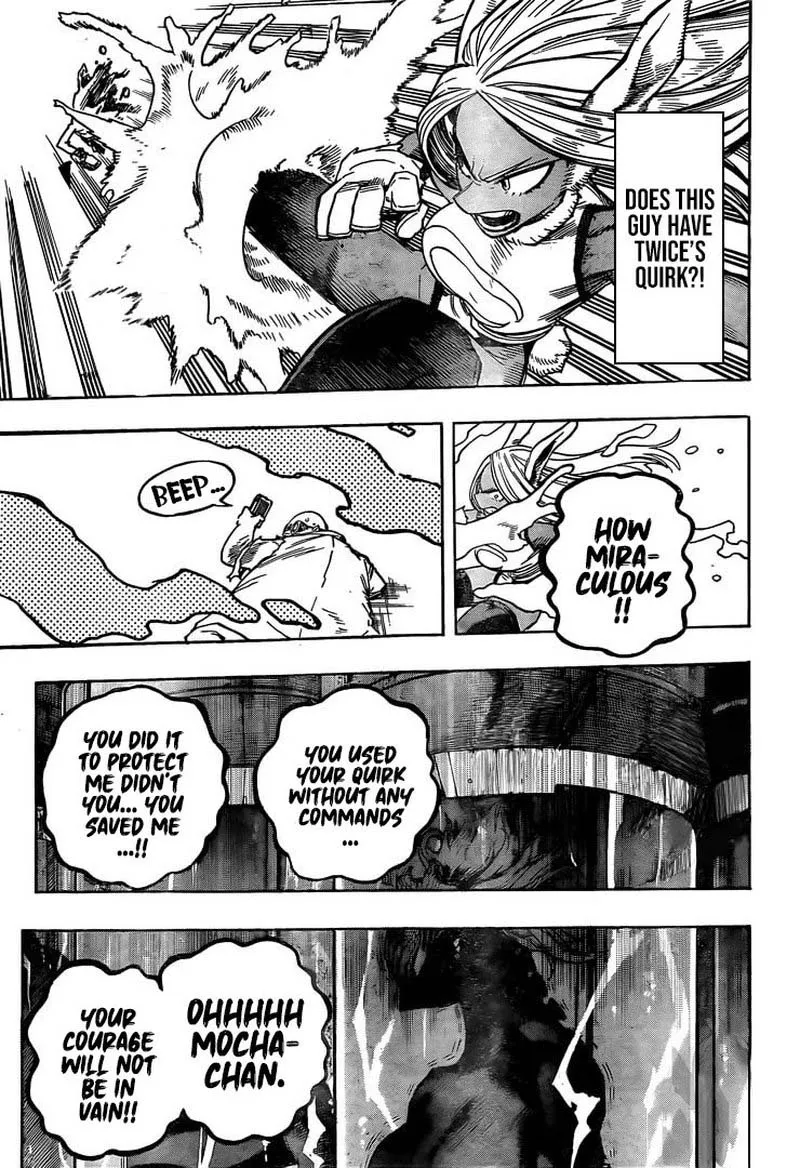 DOES THIS
GUY HAVE
TWICE'S
QUIRK?!
HOW
MIRA-
CULOUS
!!
BEEP...
YOU USED
YOUR QUIRK
WITHOUT ANY
COMMANDS
...
YOU DID IT
TO PROTECT
ME DIDN'T
YOU... YOU
SAVED ME
...!!
OHHHHH
MOCHA-
CHAN.
YOUR
COURAGE
WILL NOT
BE IN
VAIN!!